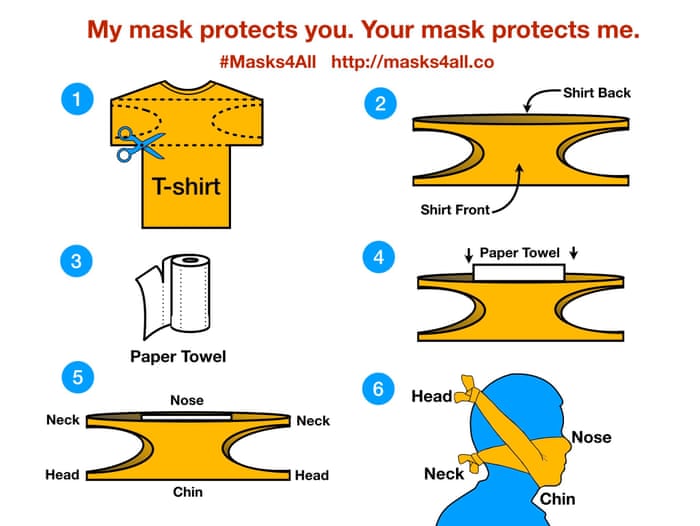 My mask protects you. Your mask protects me.
#Masks4All http://masks4all.co
1
T-shirt
2
Shirt Back
Shirt Front
3
Paper Towel
4
Paper Towel
5
Nose
Neck
Neck
Head
Head
Chin
6
Head
Nose
Neck
Chin